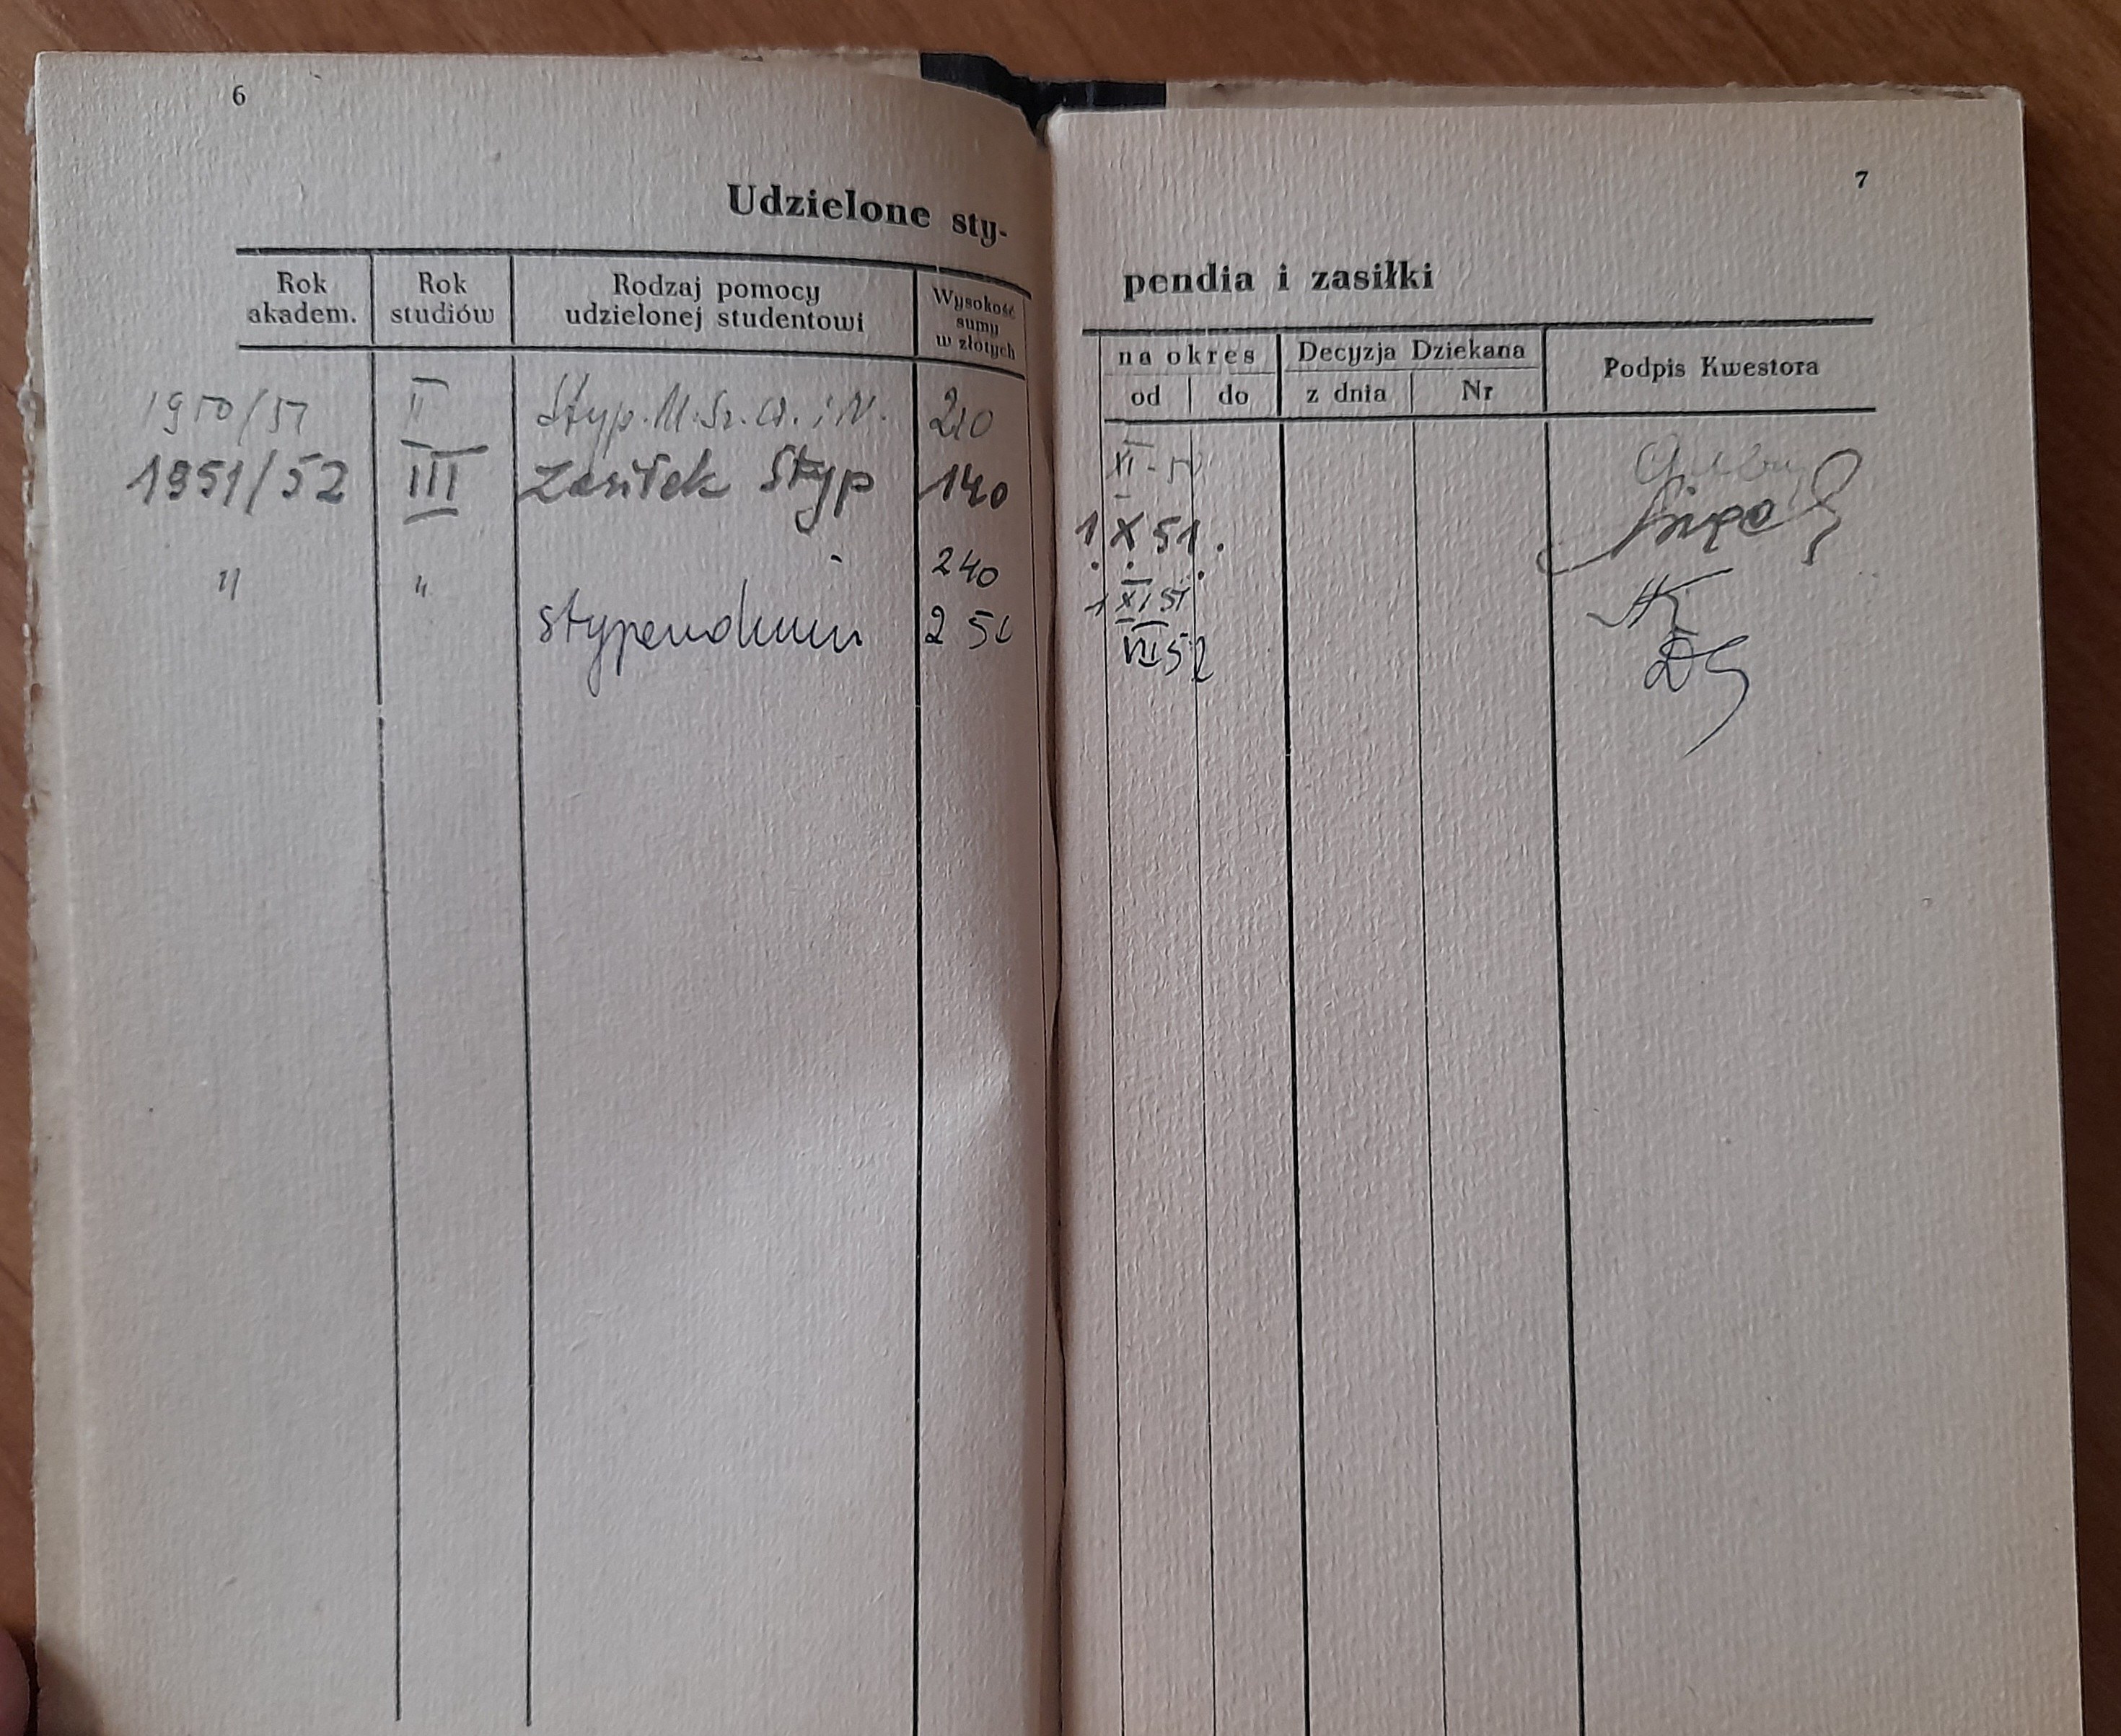 6
Udzielone sty-
Rok akadem.
Rok studiów
Rodzaj pomocy udzielonej studentowi
Wysokość sumy w złotych
1950/51 II Styp. M. Sz. W. i N. 210
1951/52 III Zasiłek Styp 140
" " 240
stypendium
7
pendia i zasiłki
na okres
od do
Decyzja Dziekana
z dnia Nr
Podpis Kwestora
XI
1 X 51.
1 XI 51
VII 52